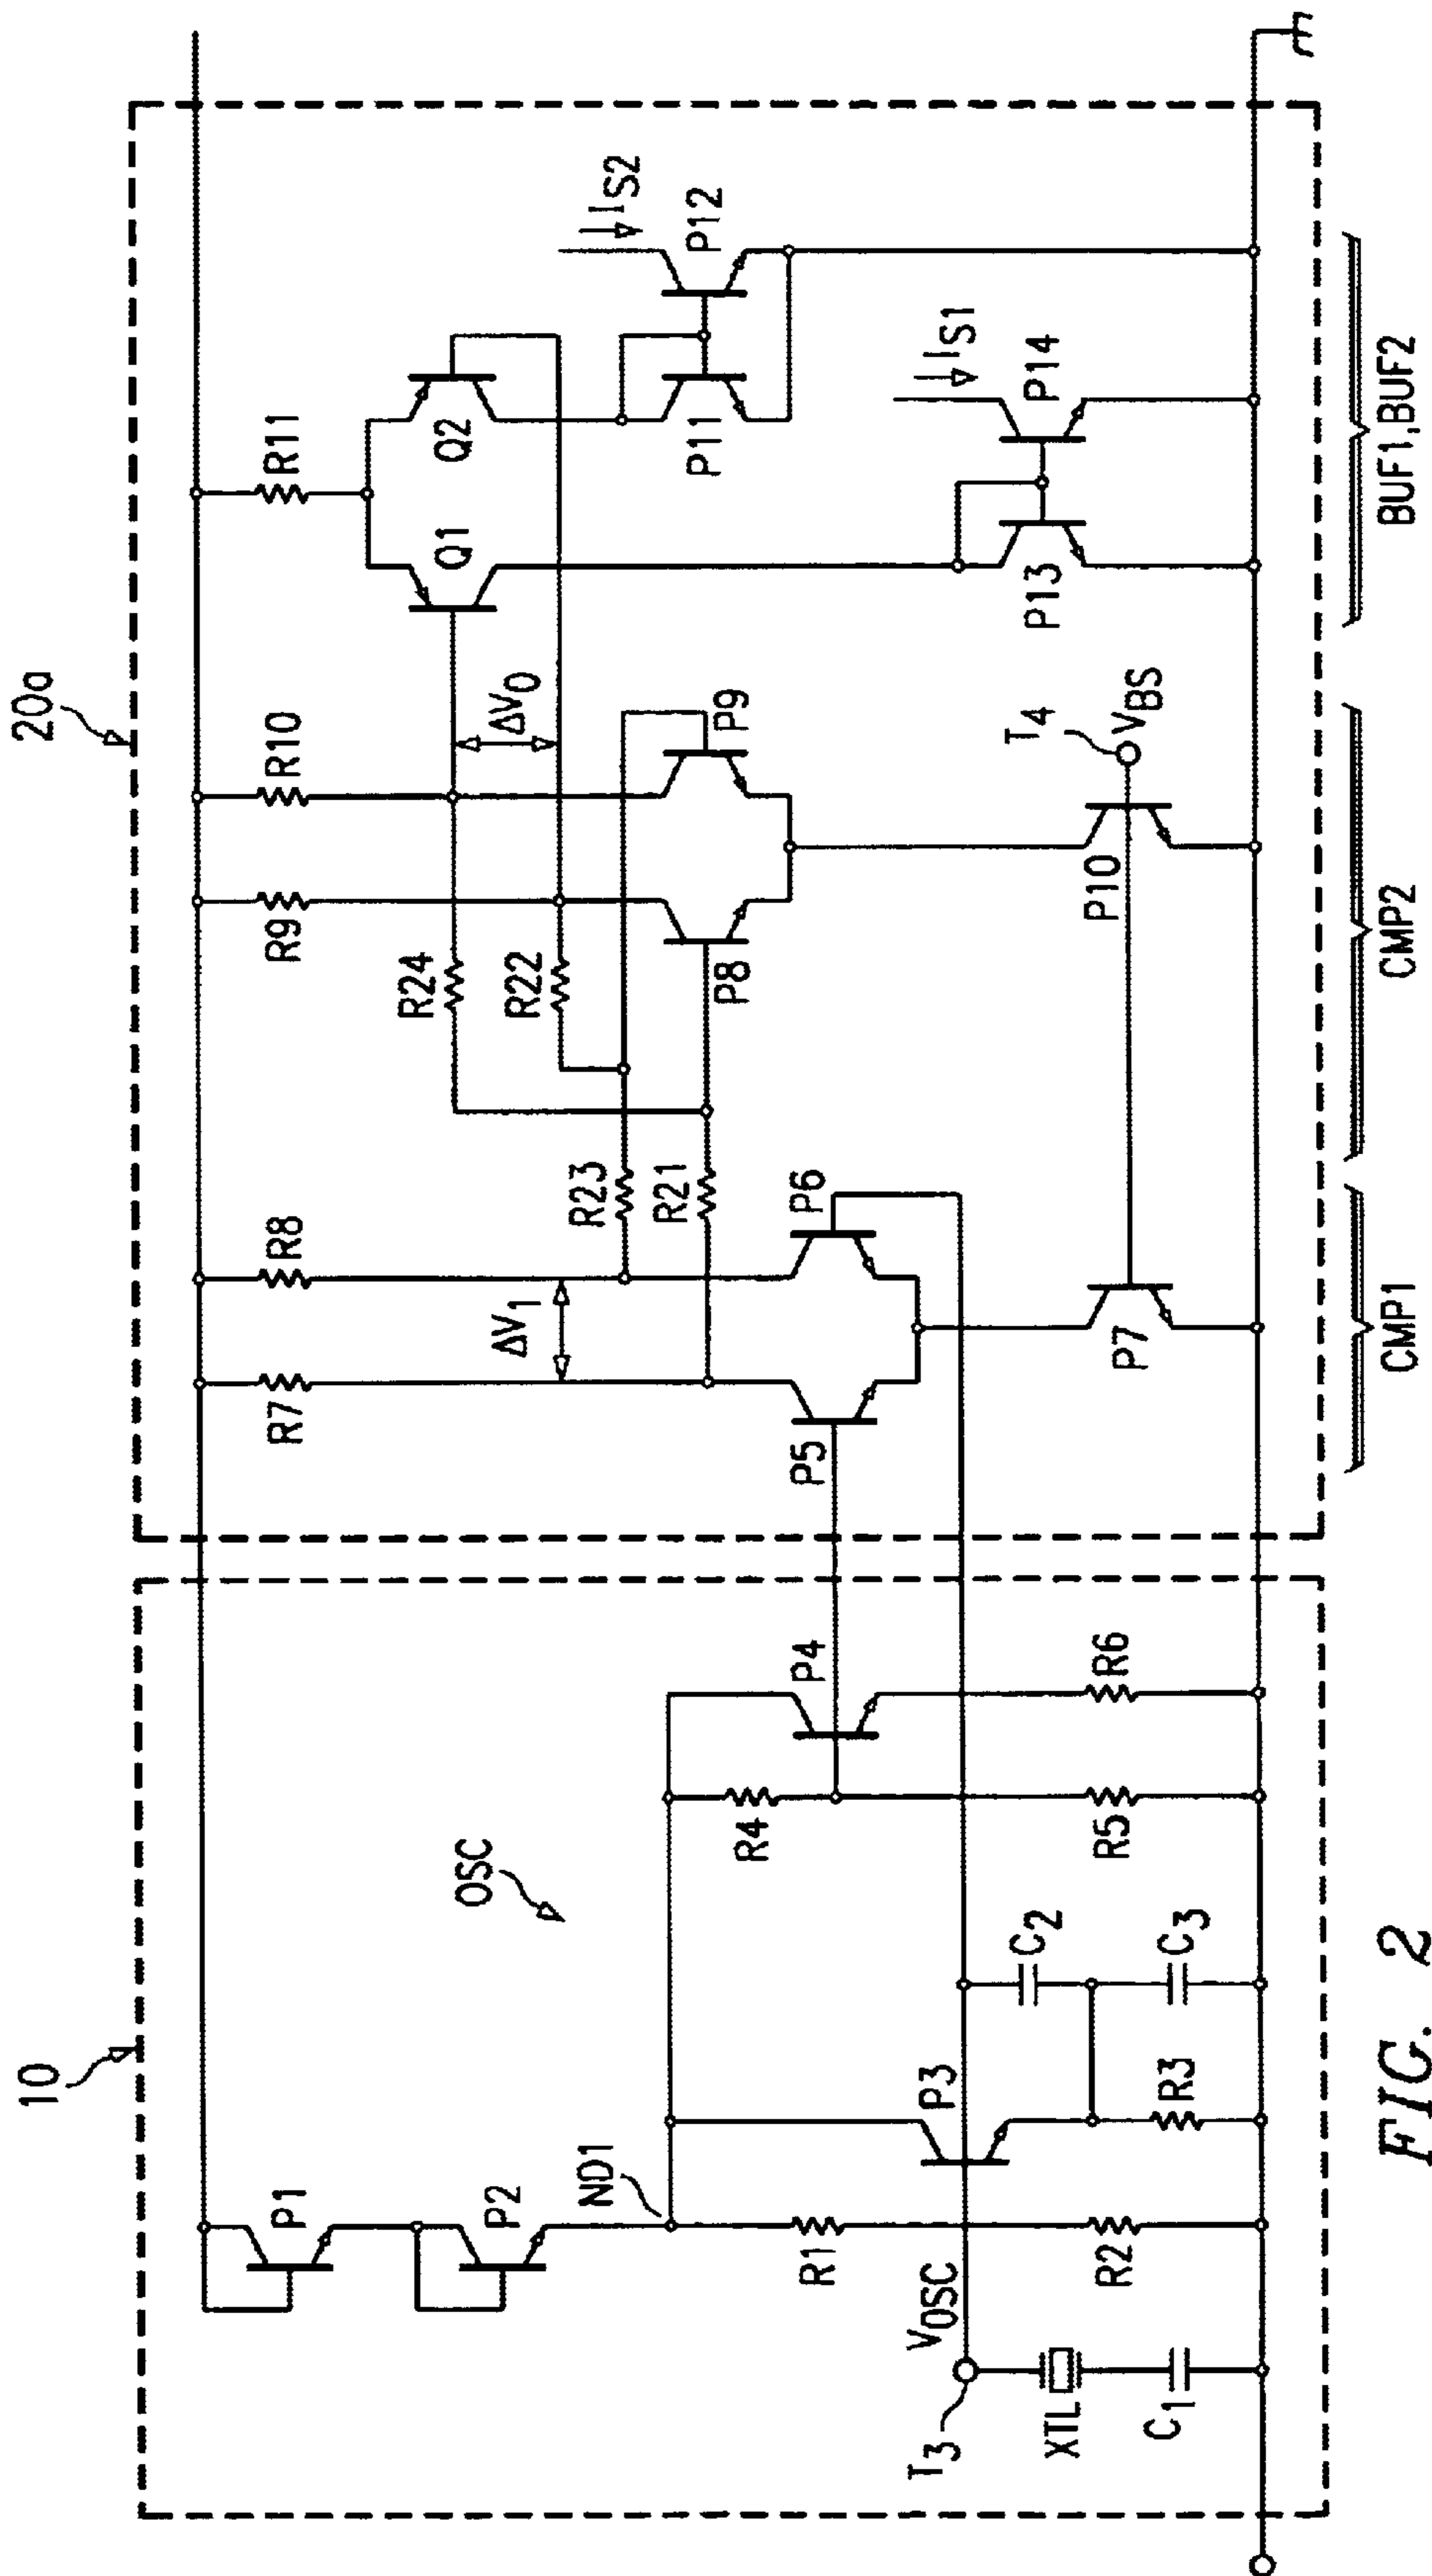 10
20a
P1
P2
ND1
OSC
R1
VOSC
T3
XTL
C1
R2
P3
R3
C2
C3
R4
R5
P4
R6
R7
R8
ΔV1
R23
R21
P5
P6
P7
R9
R10
R24
R22
ΔV0
P8
P9
P10
T4
VBS
R11
Q1
Q2
P11
P12
IS2
P13
P14
IS1
CMP1
CMP2
BUF1,BUF2
FIG. 2